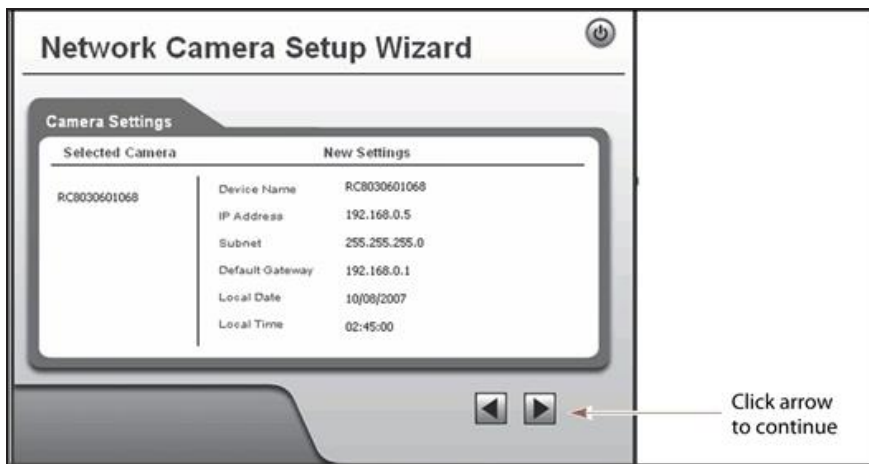 Network Camera Setup Wizard
Camera Settings
Selected Camera New Settings
RC8030601068
Device Name RC8030601068
IP Address 192.168.0.5
Subnet 255.255.255.0
Default Gateway 192.168.0.1
Local Date 10/08/2007
Local Time 02:45:00
Click arrow
to continue